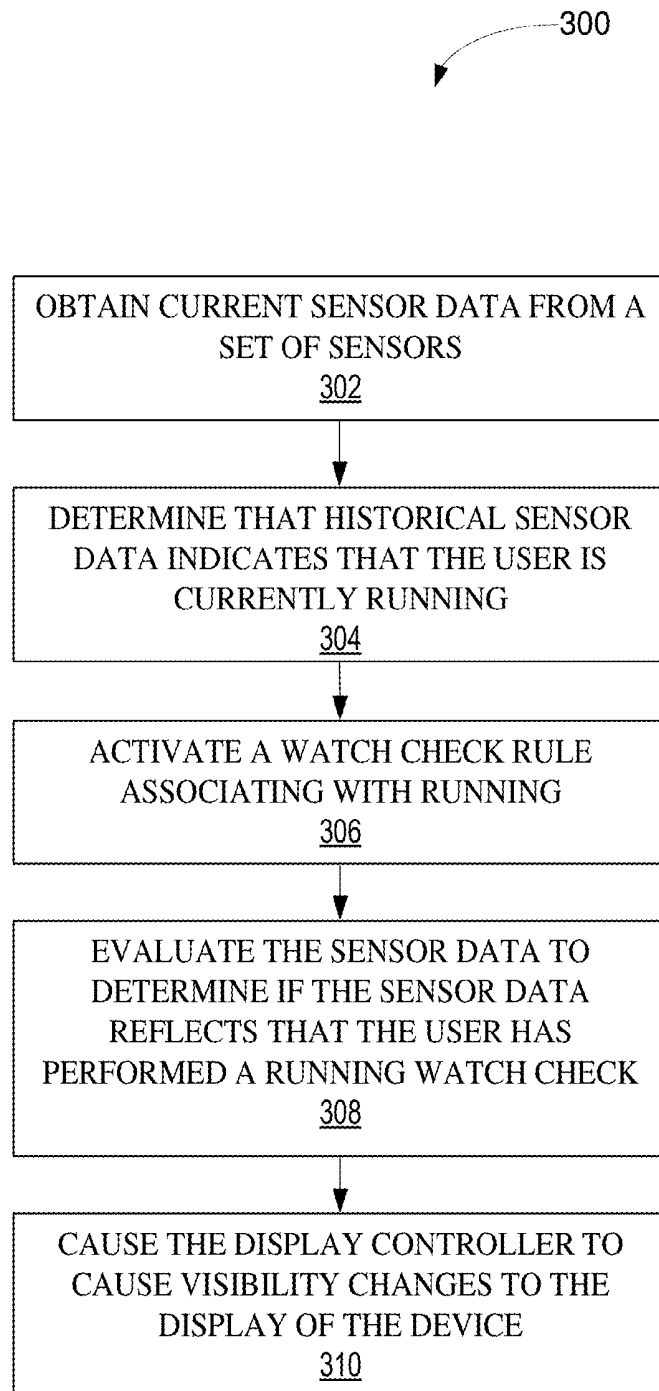 300
OBTAIN CURRENT SENSOR DATA FROM A
SET OF SENSORS
302
DETERMINE THAT HISTORICAL SENSOR
DATA INDICATES THAT THE USER IS
CURRENTLY RUNNING
304
ACTIVATE A WATCH CHECK RULE
ASSOCIATING WITH RUNNING
306
EVALUATE THE SENSOR DATA TO
DETERMINE IF THE SENSOR DATA
REFLECTS THAT THE USER HAS
PERFORMED A RUNNING WATCH CHECK
308
CAUSE THE DISPLAY CONTROLLER TO
CAUSE VISIBILITY CHANGES TO THE
DISPLAY OF THE DEVICE
310